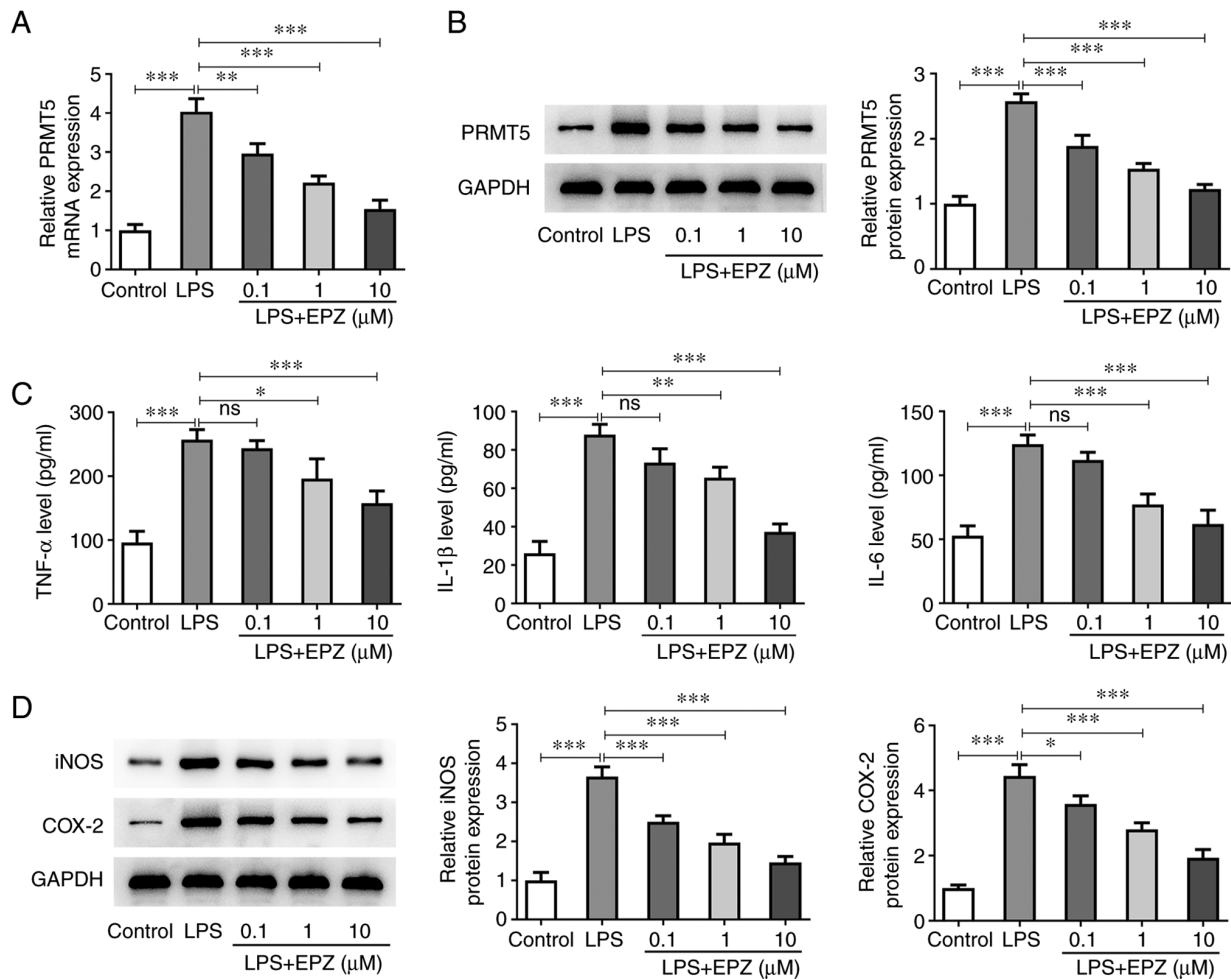 A
***
***
***
**
Relative PRMT5
mRNA expression
5
4
3
2
1
0
Control LPS 0.1 1 10
LPS+EPZ (μM)
B
PRMT5
GAPDH
Control LPS 0.1 1 10
LPS+EPZ (μM)
***
***
***
***
Relative PRMT5
protein expression
3
2
1
0
Control LPS 0.1 1 10
LPS+EPZ (μM)
C
***
*
***
ns
TNF-α level (pg/ml)
300
200
100
0
Control LPS 0.1 1 10
LPS+EPZ (μM)
***
**
***
ns
IL-1β level (pg/ml)
100
80
60
40
20
0
Control LPS 0.1 1 10
LPS+EPZ (μM)
***
***
***
ns
IL-6 level (pg/ml)
150
100
50
0
Control LPS 0.1 1 10
LPS+EPZ (μM)
D
iNOS
COX-2
GAPDH
Control LPS 0.1 1 10
LPS+EPZ (μM)
***
***
***
***
Relative iNOS
protein expression
5
4
3
2
1
0
Control LPS 0.1 1 10
LPS+EPZ (μM)
***
***
***
*
Relative COX-2
protein expression
6
4
2
0
Control LPS 0.1 1 10
LPS+EPZ (μM)